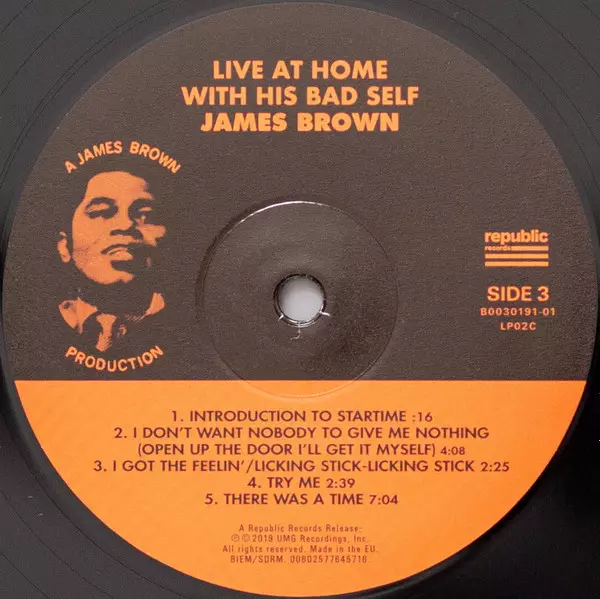 LIVE AT HOME
WITH HIS BAD SELF
JAMES BROWN
A JAMES BROWN
PRODUCTION
republic
records
SIDE 3
B0030191-01
LP02C
1. INTRODUCTION TO STARTIME :16
2. I DON'T WANT NOBODY TO GIVE ME NOTHING
(OPEN UP THE DOOR I'LL GET IT MYSELF) 4:08
3. I GOT THE FEELIN'/LICKING STICK-LICKING STICK 2:25
4. TRY ME 2:39
5. THERE WAS A TIME 7:04
A Republic Records Release;
℗ © 2019 UMG Recordings, Inc.
All rights reserved. Made in the EU.
BIEM/SDRM. 00602577645716